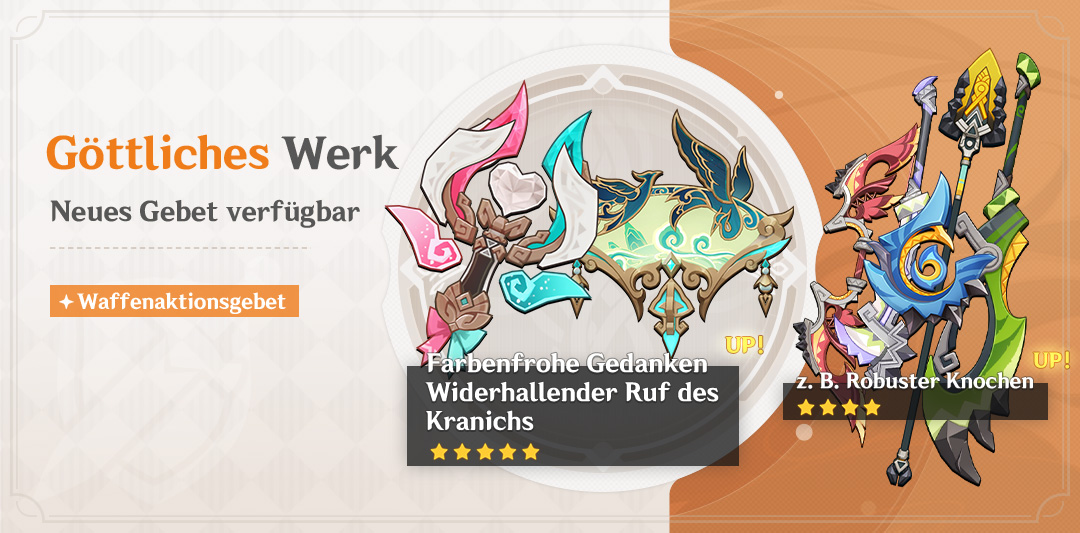 Göttliches Werk
Neues Gebet verfügbar
Waffenaktionsgebet
UP!
Farbenfrohe Gedanken
Widerhallender Ruf des
Kranichs
UP!
z. B. Robuster Knochen